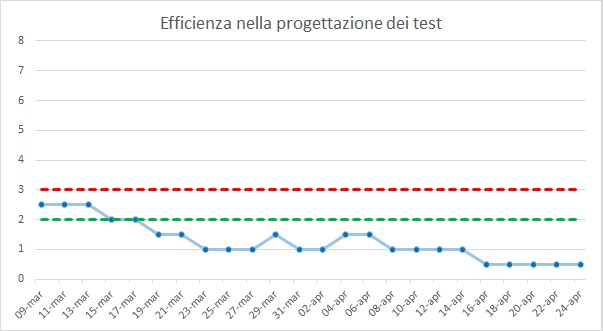 Efficienza nella progettazione dei test
8
7
6
5
4
3
2
1
0
09-mar
11-mar
13-mar
15-mar
17-mar
19-mar
21-mar
23-mar
25-mar
27-mar
29-mar
31-mar
02-apr
04-apr
06-apr
08-apr
10-apr
12-apr
14-apr
16-apr
18-apr
20-apr
22-apr
24-apr